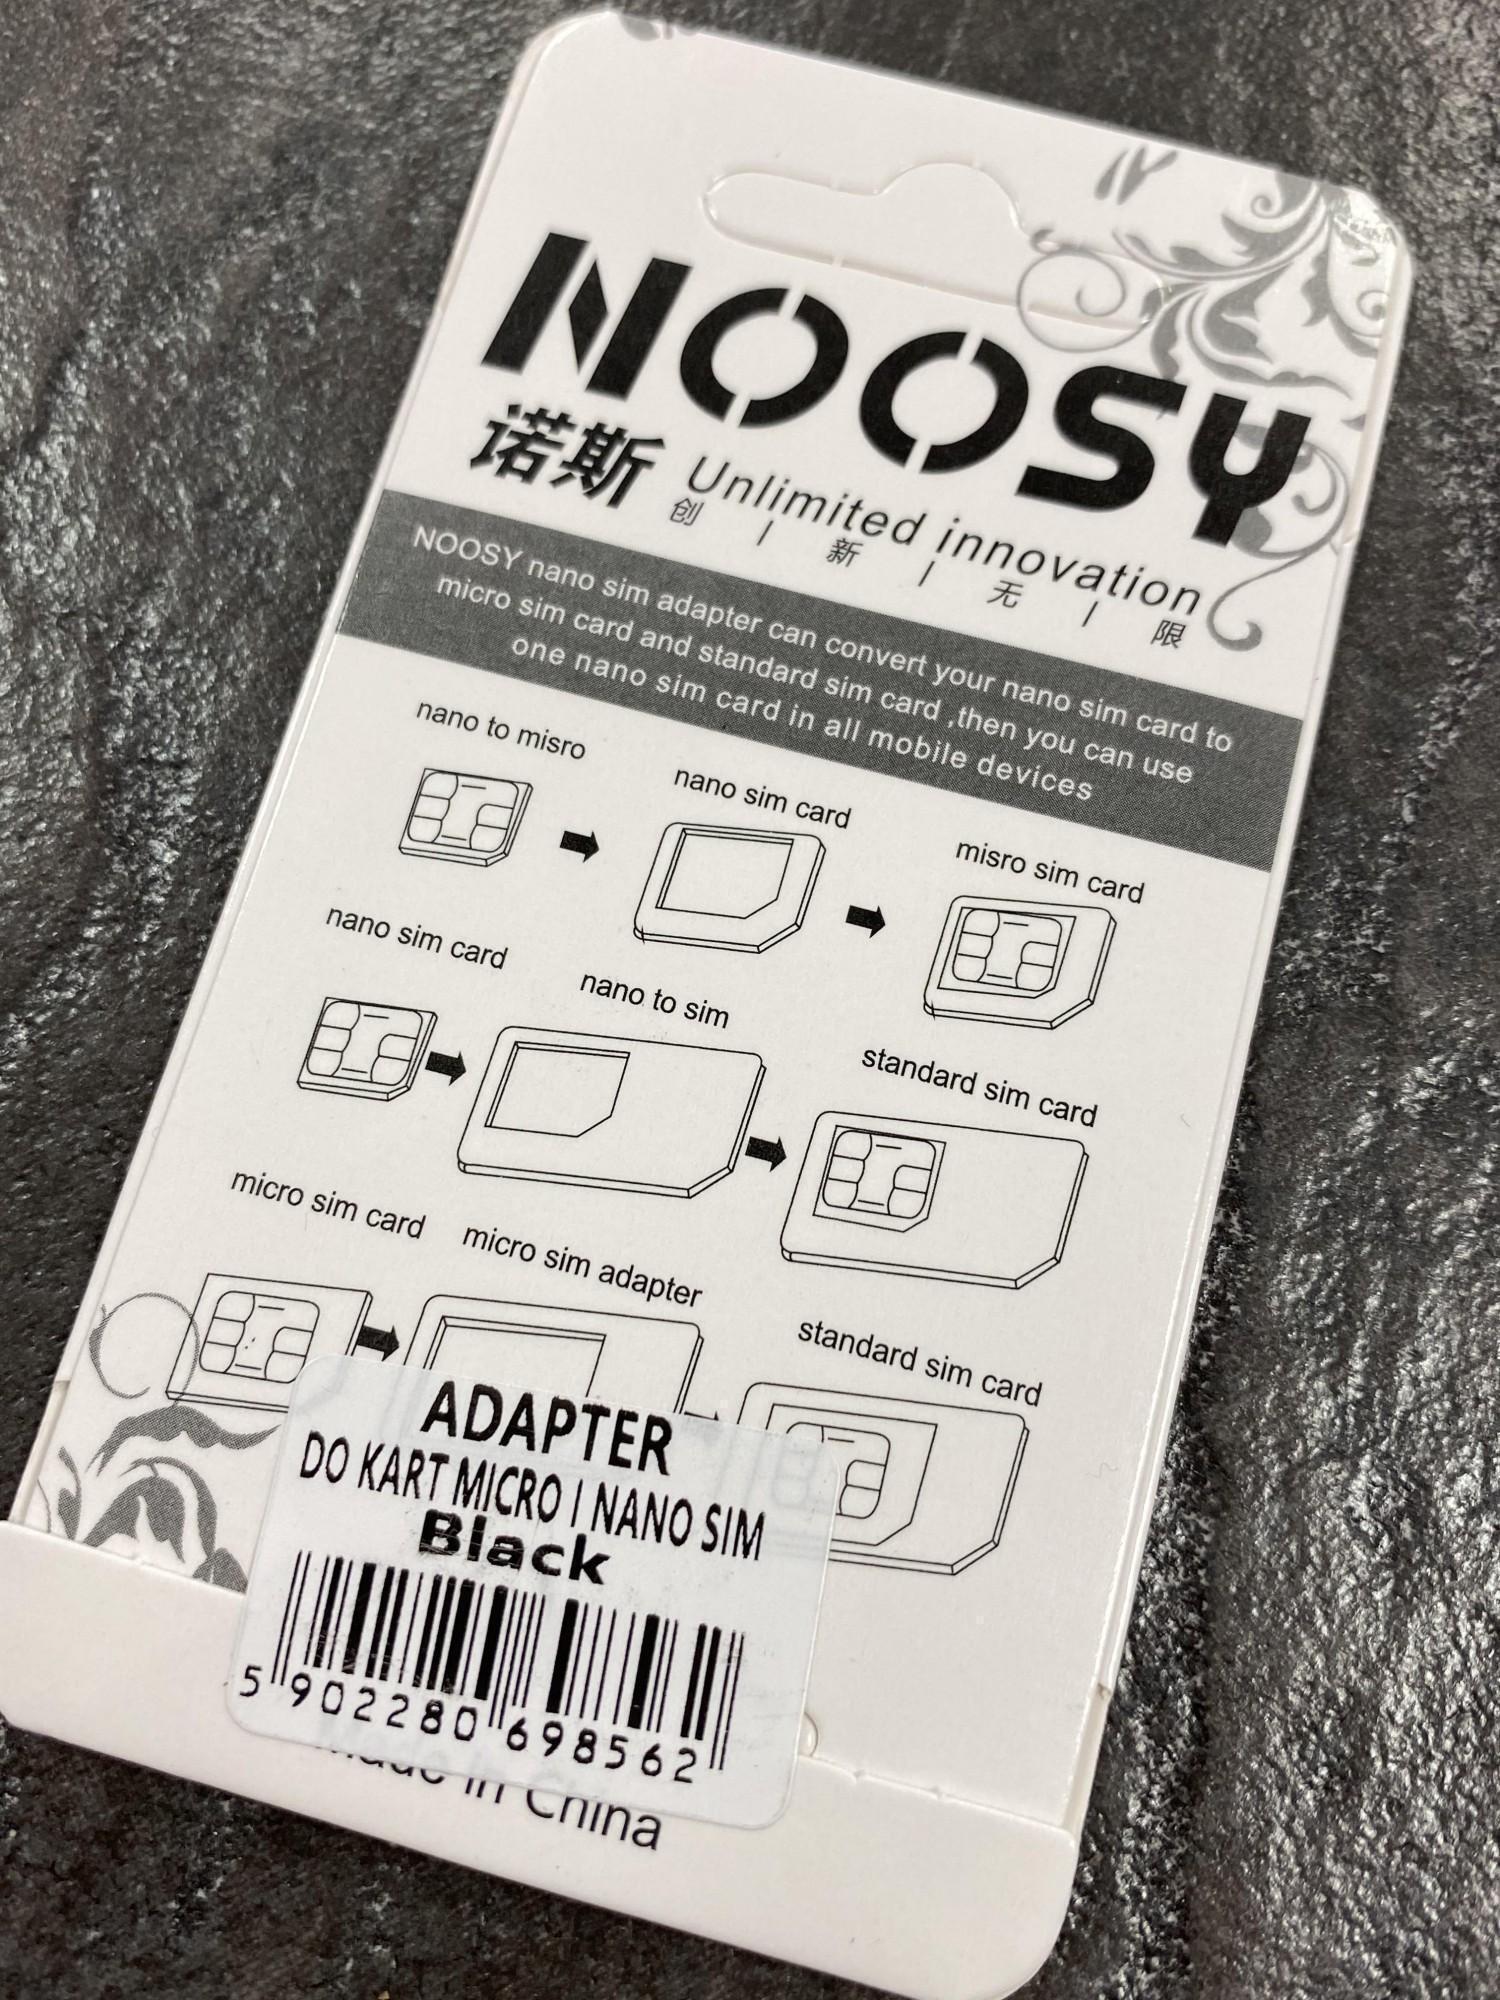 NOOSY
诺斯 Unlimited innovation
创 | 新 | 无 | 限
NOOSY nano sim adapter can convert your nano sim card to
micro sim card and standard sim card ,then you can use
one nano sim card in all mobile devices
nano to misro
nano sim card
misro sim card
nano sim card
nano to sim
standard sim card
micro sim card
micro sim adapter
standard sim card
ADAPTER
DO KART MICRO I NANO SIM
Black
5 902280 698562
Made in China